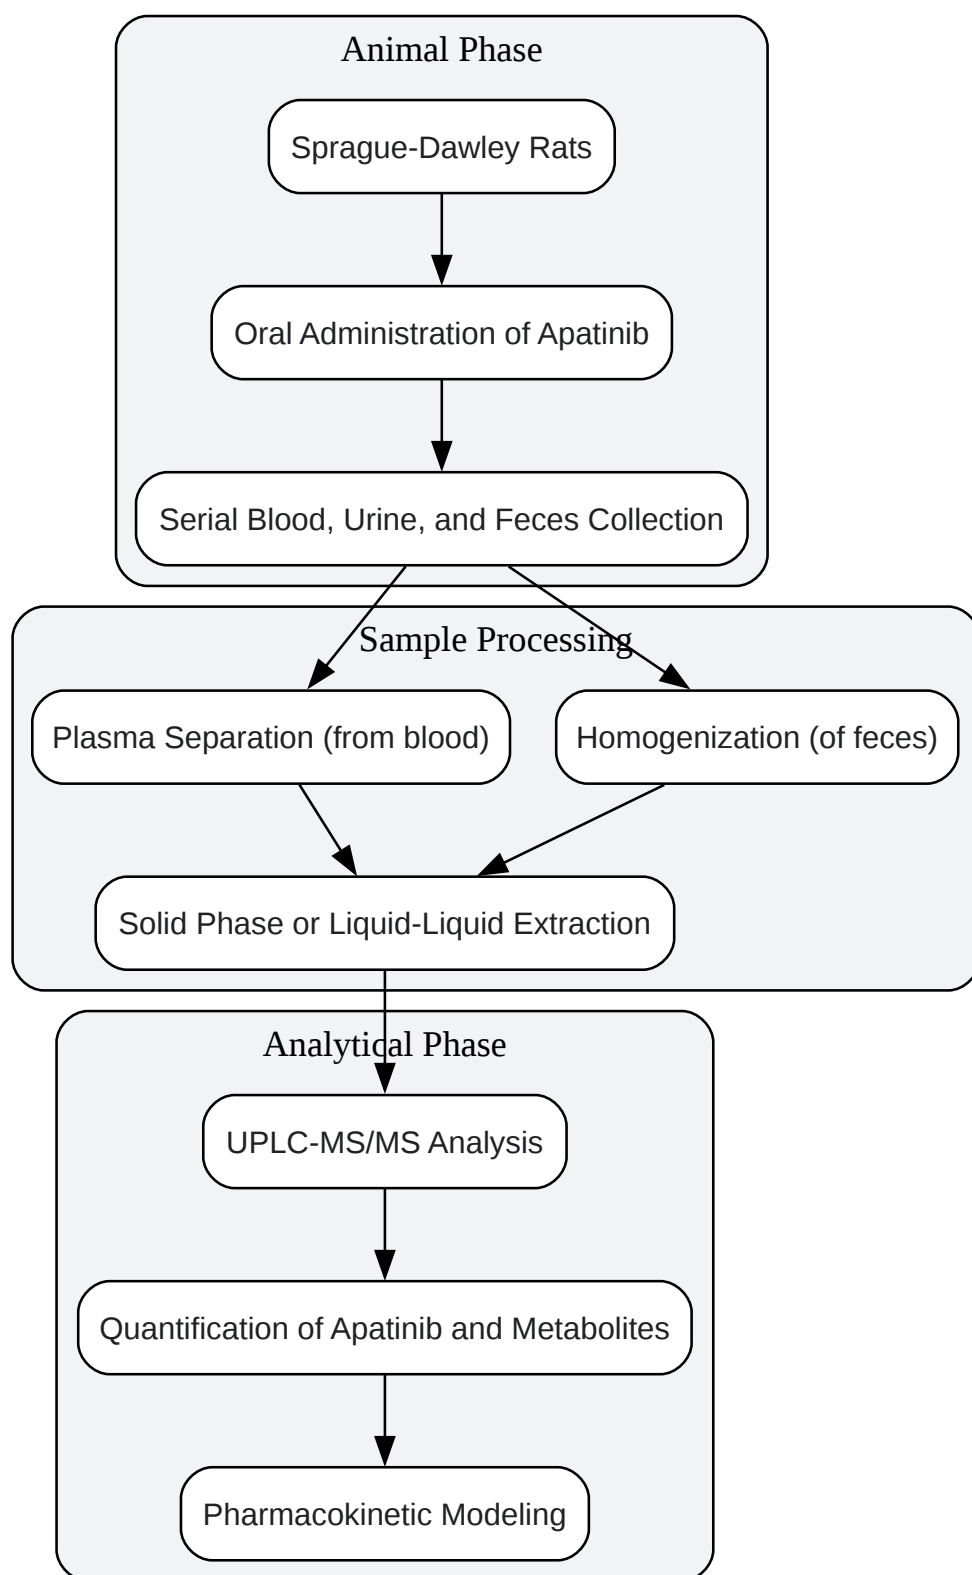 Animal Phase
Sprague-Dawley Rats
Oral Administration of Apatinib
Serial Blood, Urine, and Feces Collection
Sample Processing
Plasma Separation (from blood)
Homogenization (of feces)
Solid Phase or Liquid-Liquid Extraction
Analytical Phase
UPLC-MS/MS Analysis
Quantification of Apatinib and Metabolites
Pharmacokinetic Modeling